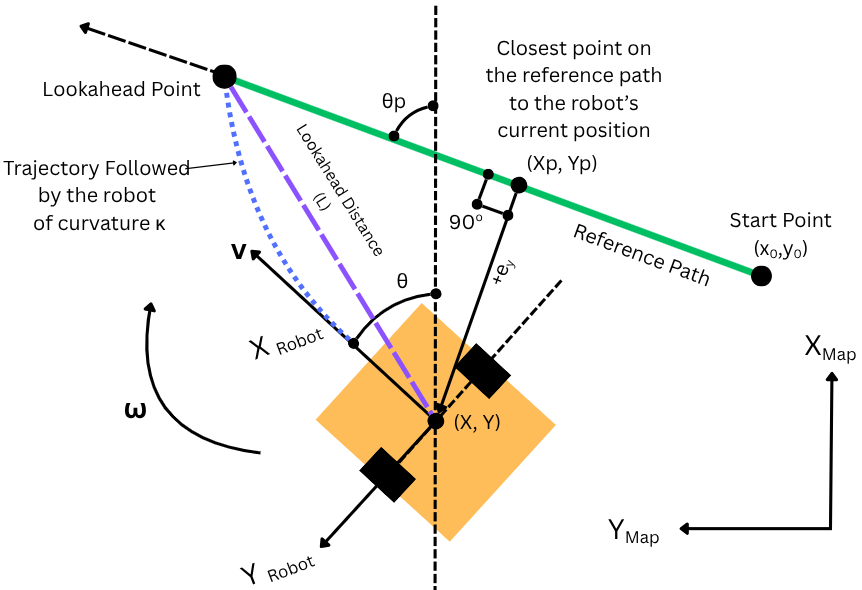 Closest point on
the reference path
to the robot's
current position
(Xp, Yp)
Lookahead Point
θp
Lookahead Distance
(L)
Trajectory Followed
by the robot
of curvature κ
90°
Start Point
(x₀,y₀)
Reference Path
+eᵧ
v
θ
X Robot
ω
(X, Y)
X Map
Y Map
Y Robot